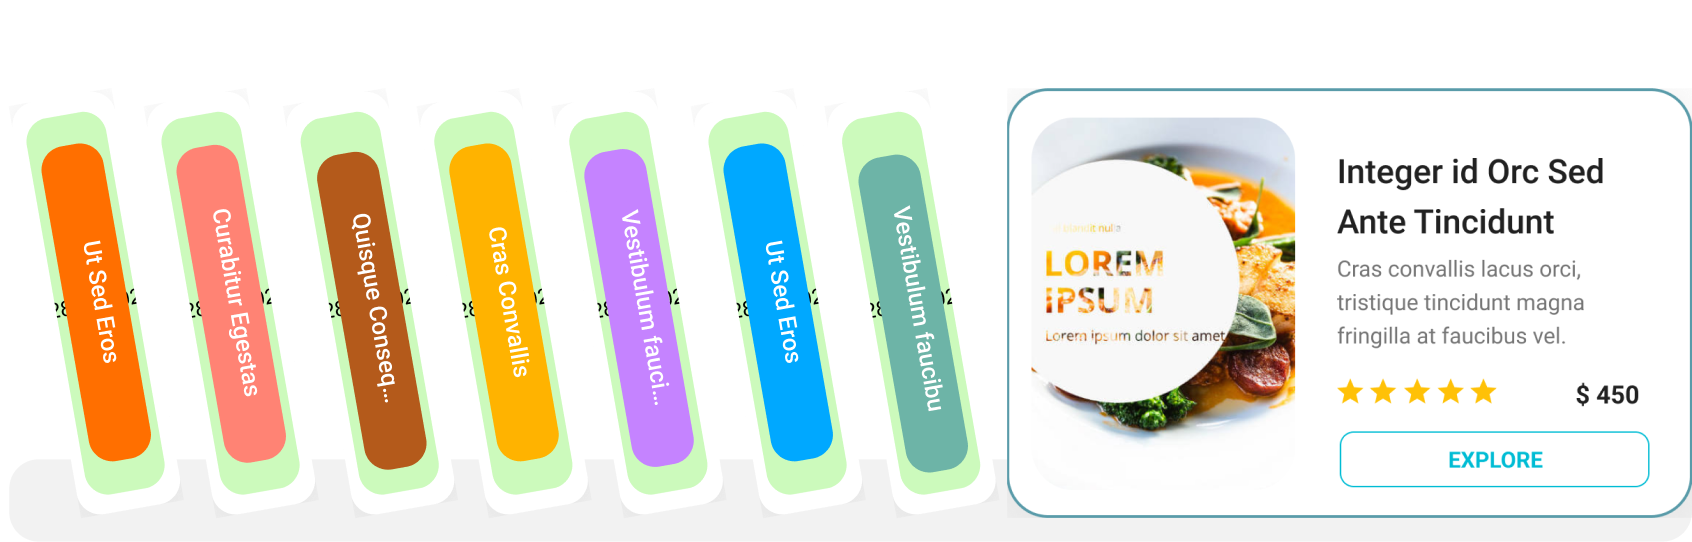 Ut Sed Eros
Curabitur Egestas
Quisque Conseq...
Cras Convallis
Vestibulum fauci...
Ut Sed Eros
Vestibulum faucibu
blandit nulla
LOREM
IPSUM
Lorem ipsum dolor sit amet
Integer id Orc Sed
Ante Tincidunt
Cras convallis lacus orci,
tristique tincidunt magna
fringilla at faucibus vel.
$ 450
EXPLORE